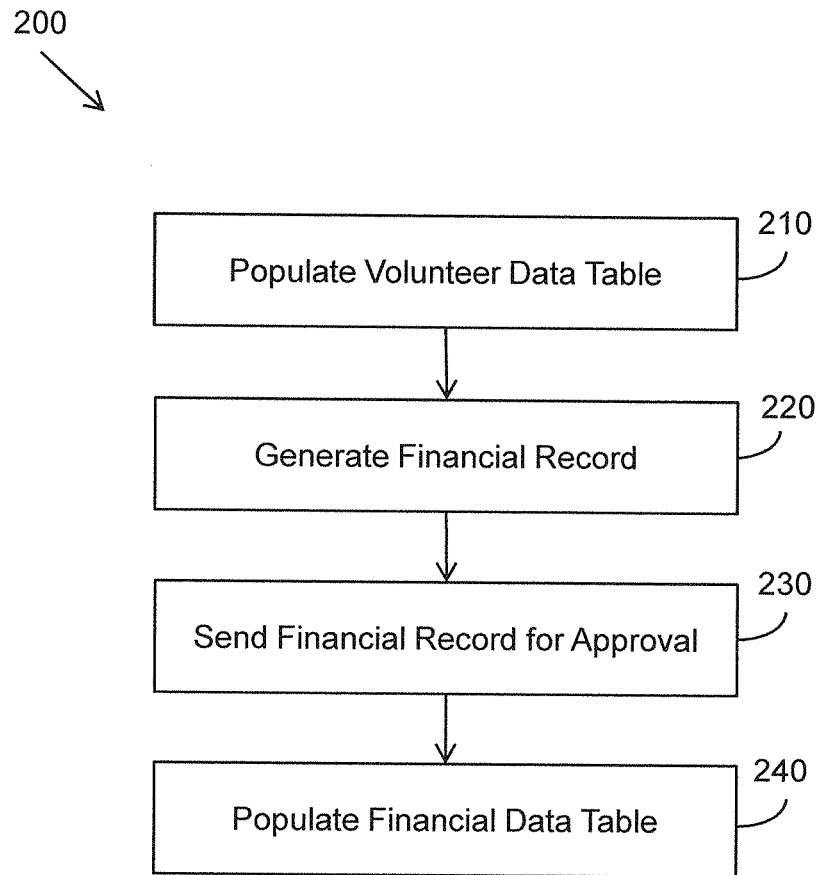 200
210
Populate Volunteer Data Table
220
Generate Financial Record
230
Send Financial Record for Approval
240
Populate Financial Data Table